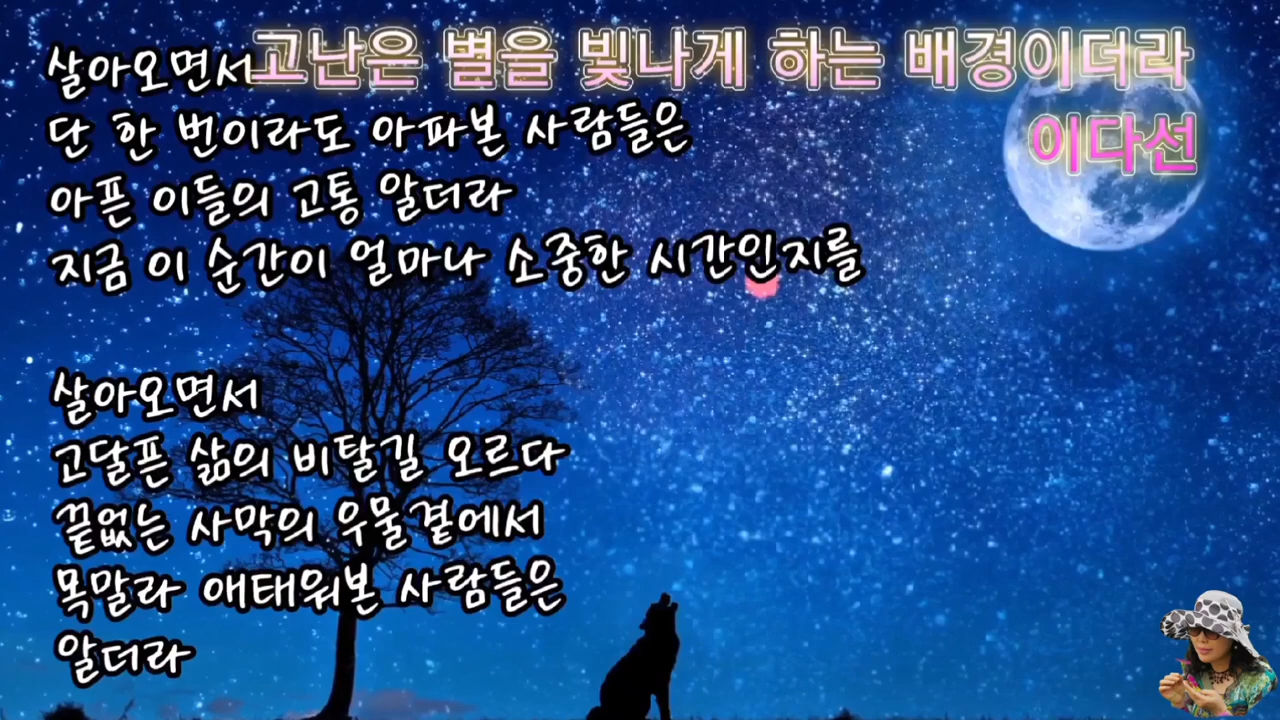 고난은 별을 빛나게 하는 배경이더라
이다선
살아오면서
단 한 번이라도 아파본 사람들은
아픈 이들의 고통 알더라
지금 이 순간이 얼마나 소중한 시간인지를
살아오면서
고달픈 삶의 비탈길 오르다
끝없는 사막의 우물곁에서
목말라 애태워본 사람들은
알더라